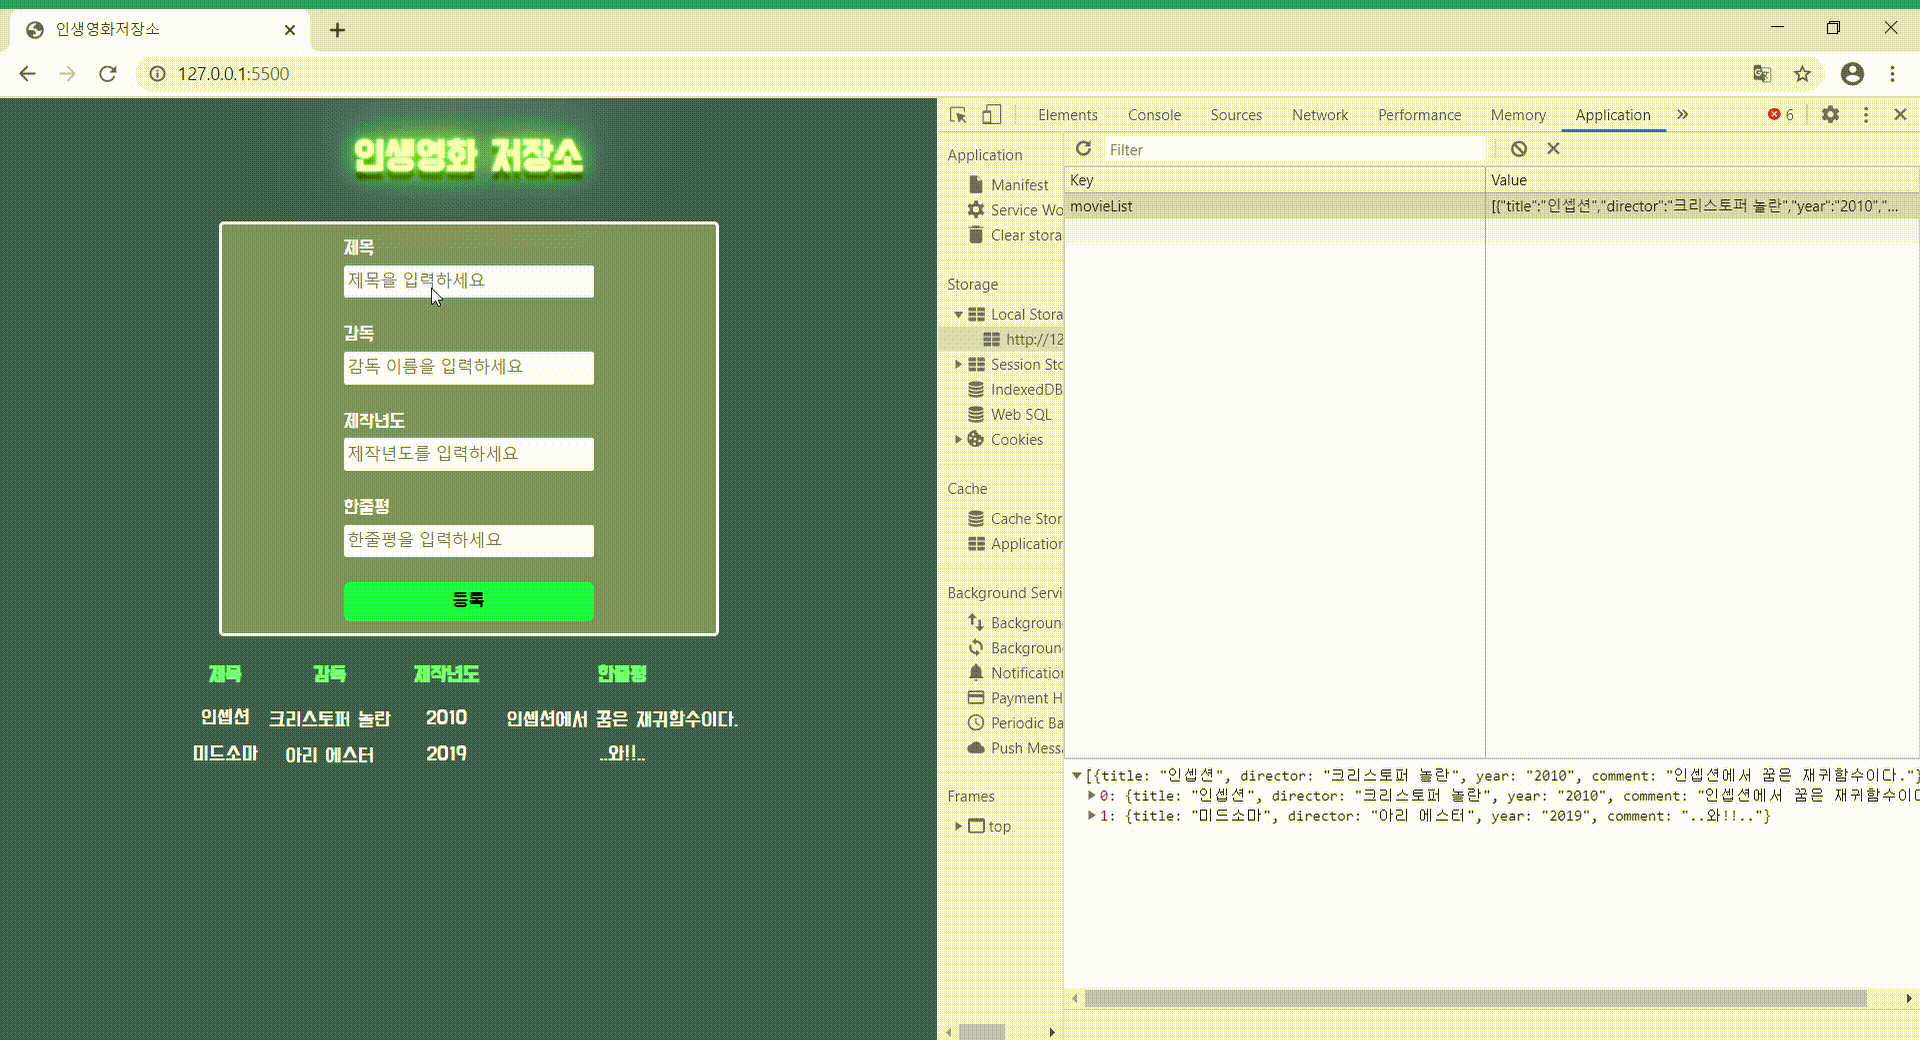 인생영화저장소
127.0.0.1:5500
인생영화 저장소
제목
제목을 입력하세요
감독
감독 이름을 입력하세요
제작년도
제작년도를 입력하세요
한줄평
한줄평을 입력하세요
등록
제목 감독 제작년도 한줄평
인셉션 크리스토퍼 놀란 2010 인셉션에서 꿈은 재귀함수이다.
미드소마 아리 에스터 2019 ..와!!..
Elements Console Sources Network Performance Memory Application 6
Application
Manifest
Service Wo
Clear stora
Storage
Local Stora
http://12
Session Sto
IndexedDB
Web SQL
Cookies
Cache
Cache Stor
Application
Background Servi
Backgroun
Backgroun
Notification
Payment H
Periodic Ba
Push Mess
Frames
top
Filter
Key Value
movieList [{"title":"인셉션","director":"크리스토퍼 놀란","year":"2010","...
[{title: "인셉션", director: "크리스토퍼 놀란", year: "2010", comment: "인셉션에서 꿈은 재귀함수이다."}
0: {title: "인셉션", director: "크리스토퍼 놀란", year: "2010", comment: "인셉션에서 꿈은 재귀함수이다
1: {title: "미드소마", director: "아리 에스터", year: "2019", comment: "..와!!.."}